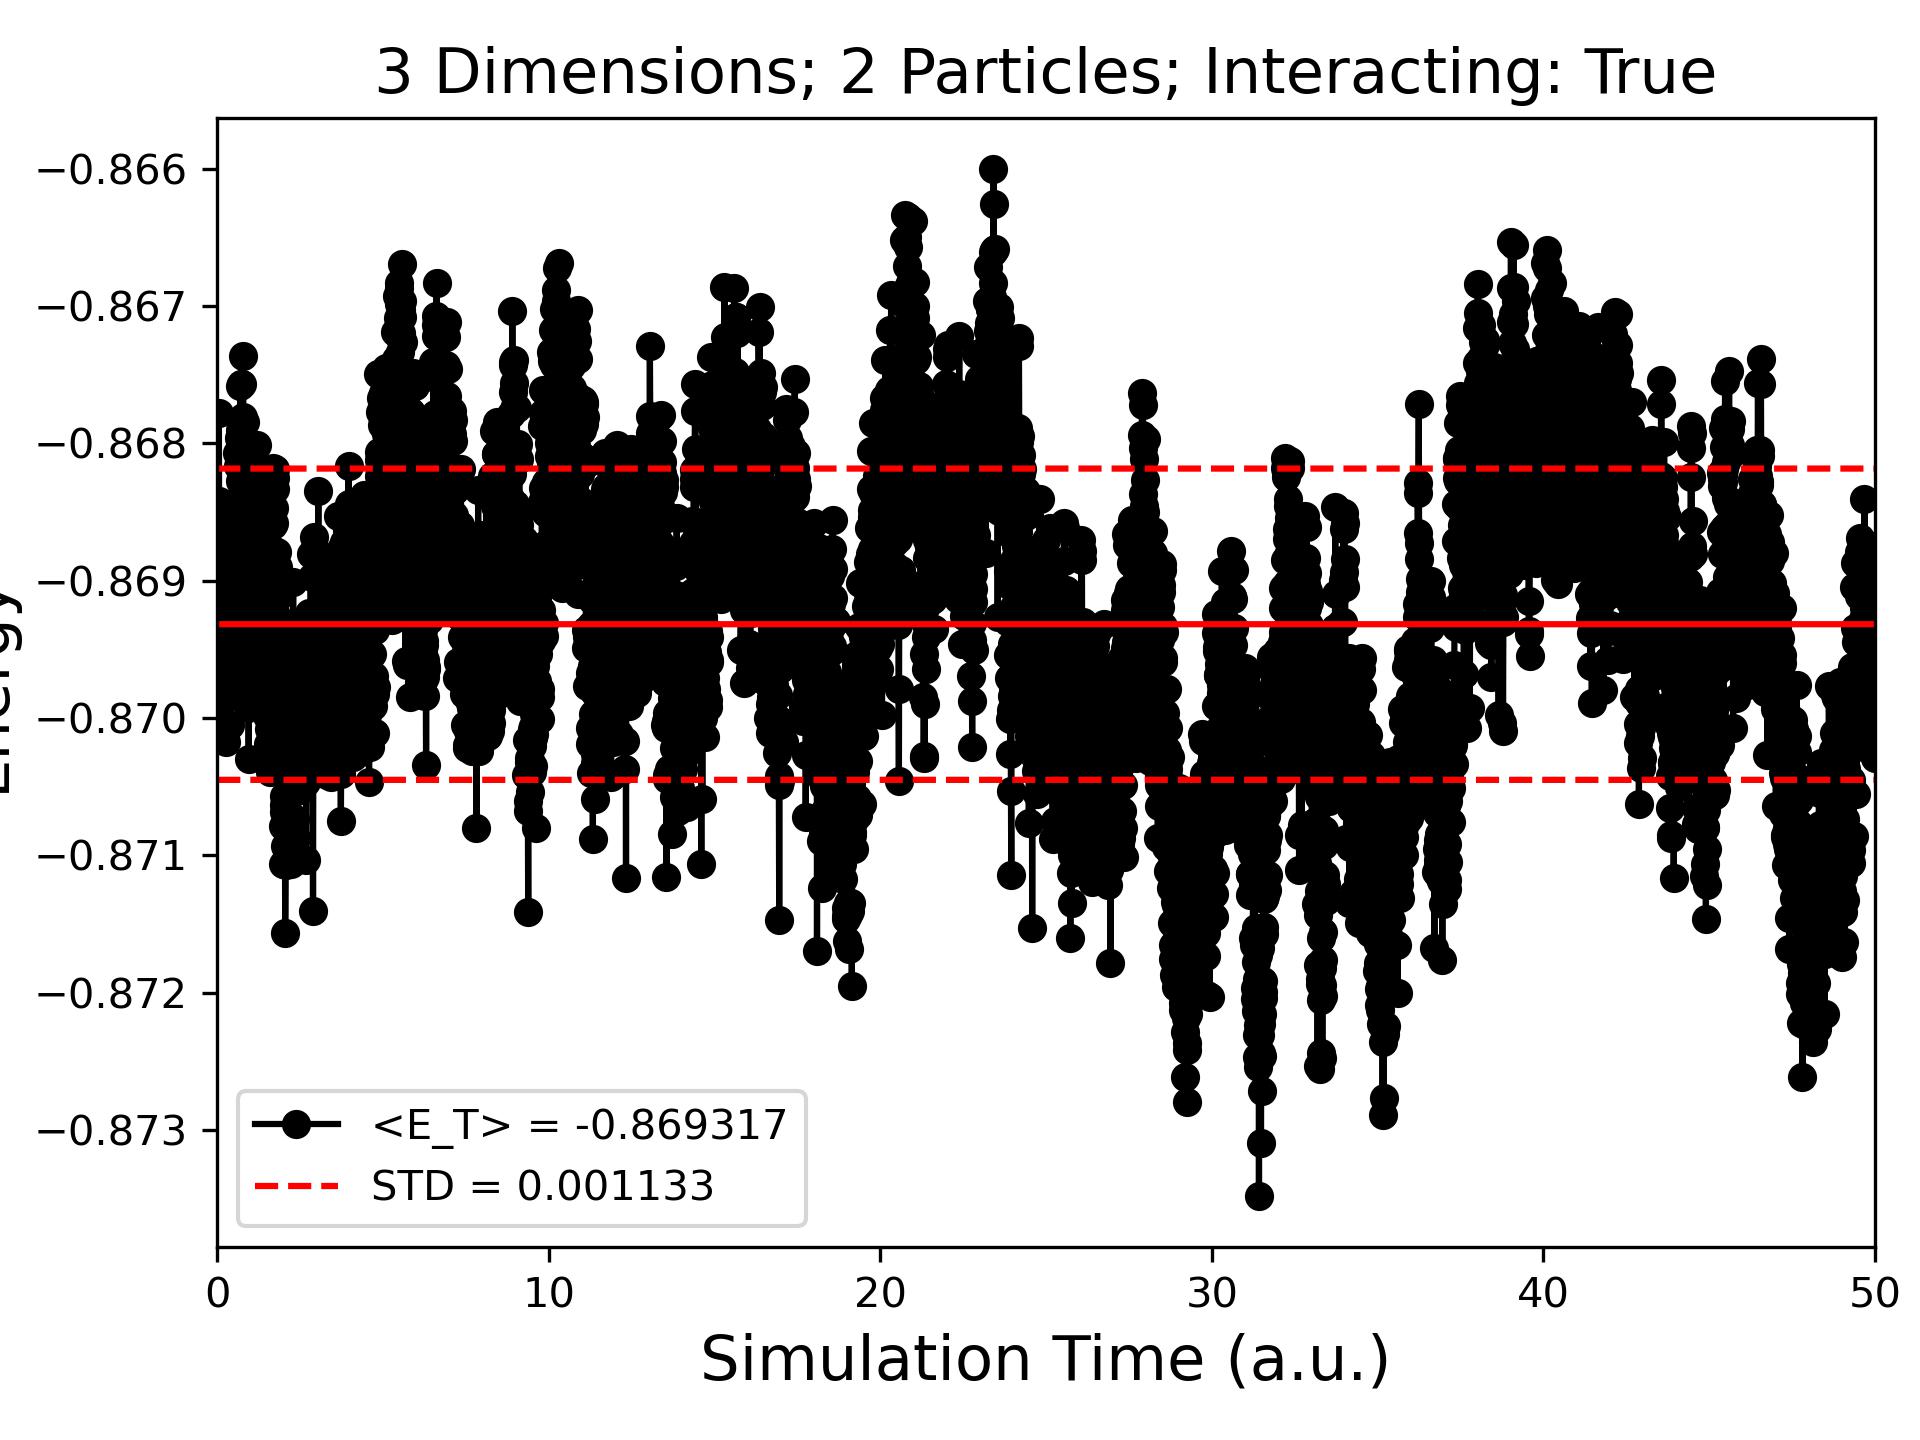 3 Dimensions; 2 Particles; Interacting: True
−0.866
−0.867
−0.868
−0.869
−0.870
−0.871
−0.872
−0.873
Energy
<E_T> = -0.869317
STD = 0.001133
0 10 20 30 40 50
Simulation Time (a.u.)